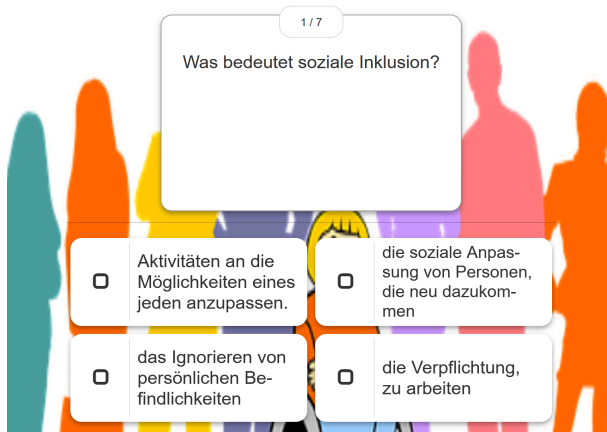 1 / 7
Was bedeutet soziale Inklusion?
Aktivitäten an die
Möglichkeiten eines
jeden anzupassen.
die soziale Anpas-
sung von Personen,
die neu dazukom-
men
das Ignorieren von
persönlichen Be-
findlichkeiten
die Verpflichtung,
zu arbeiten